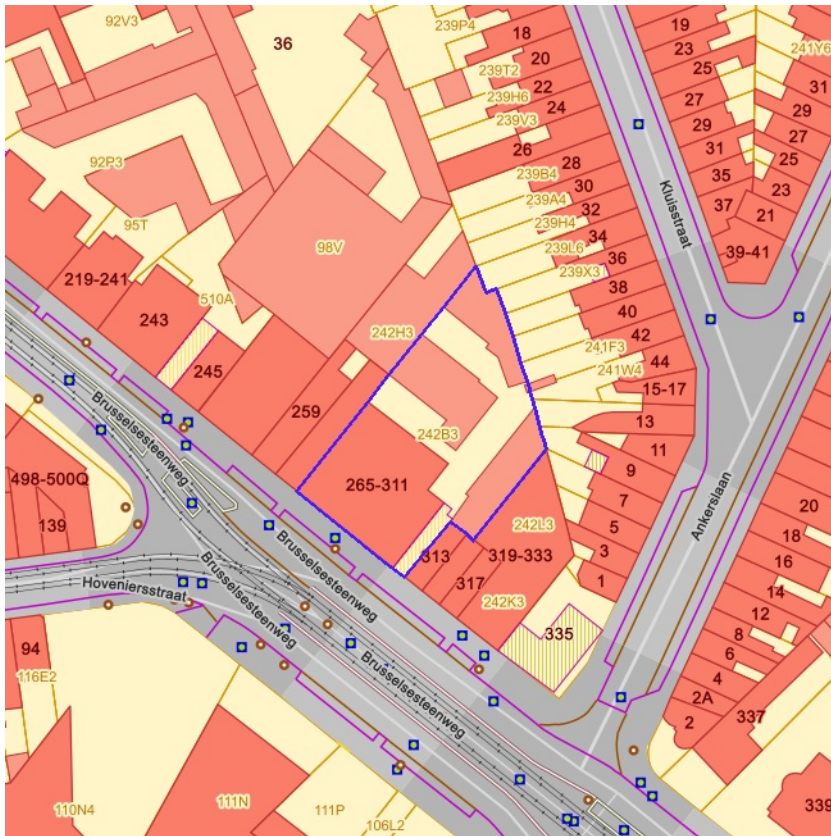 92V3
36
239P4
18
20
239T2
22
239H6
24
239V3
26
28
239B4
30
239A4
32
239H4
34
239L6
36
239X3
38
40
42
241F3
44
241W4
15-17
13
11
9
7
5
3
1
19
23
25
27
29
31
35
37
39-41
241Y6
31
29
27
25
23
21
Kluisstraat
92P3
95T
98V
219-241
243
510A
245
242H3
259
242B3
265-311
242L3
313
319-333
317
242K3
335
Brusselsesteenweg
Brusselsesteenweg
Brusselsesteenweg
Brusselsesteenweg
Hoveniersstraat
Ankerslaan
498-500Q
139
94
116E2
110N4
111N
111P
106L2
20
18
16
14
12
8
6
4
2A
2
337
339